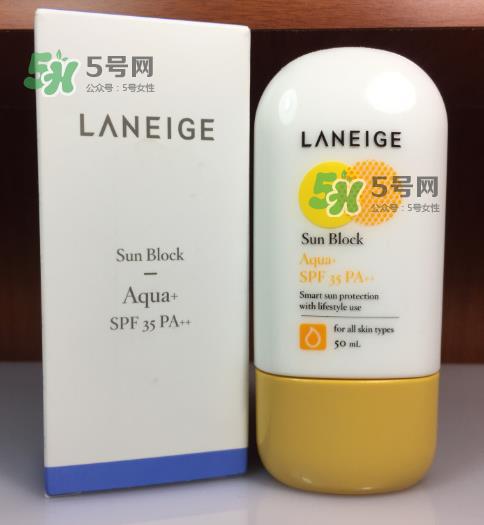 5H 5号网
公众号：5号女性
LANEIGE
Sun Block
Aqua+
SPF 35 PA++
LANEIGE
5H 5号网
公众号：5号女性
Sun Block
Aqua+
SPF 35 PA++
Smart sun protection
with lifestyle use
for all skin types
50 mL